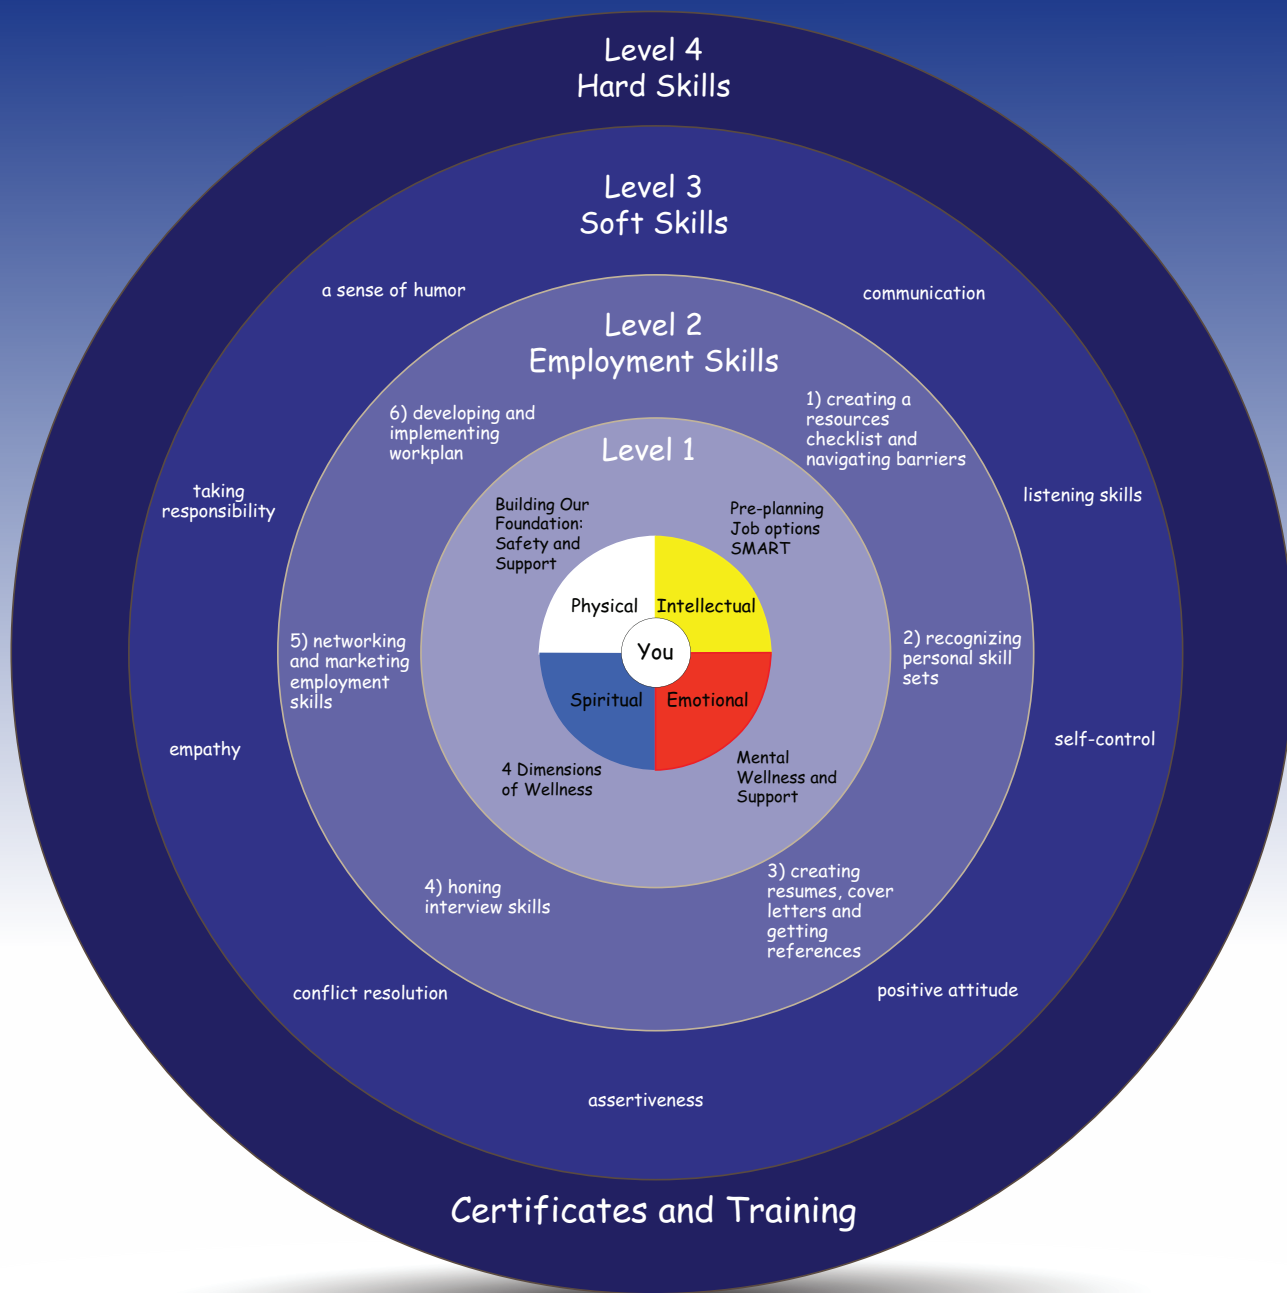 Level 4
Hard Skills
Level 3
Soft Skills
a sense of humor
communication
Level 2
Employment Skills
1) creating a
resources
checklist and
navigating barriers
6) developing and
implementing
workplan
Level 1
taking
responsibility
listening skills
Building Our
Foundation:
Safety and
Support
Pre-planning
Job options
SMART
Physical
Intellectual
You
Spiritual
Emotional
5) networking
and marketing
employment
skills
2) recognizing
personal skill
sets
empathy
self-control
4 Dimensions
of Wellness
Mental
Wellness and
Support
4) honing
interview skills
3) creating
resumes, cover
letters and
getting
references
conflict resolution
positive attitude
assertiveness
Certificates and Training